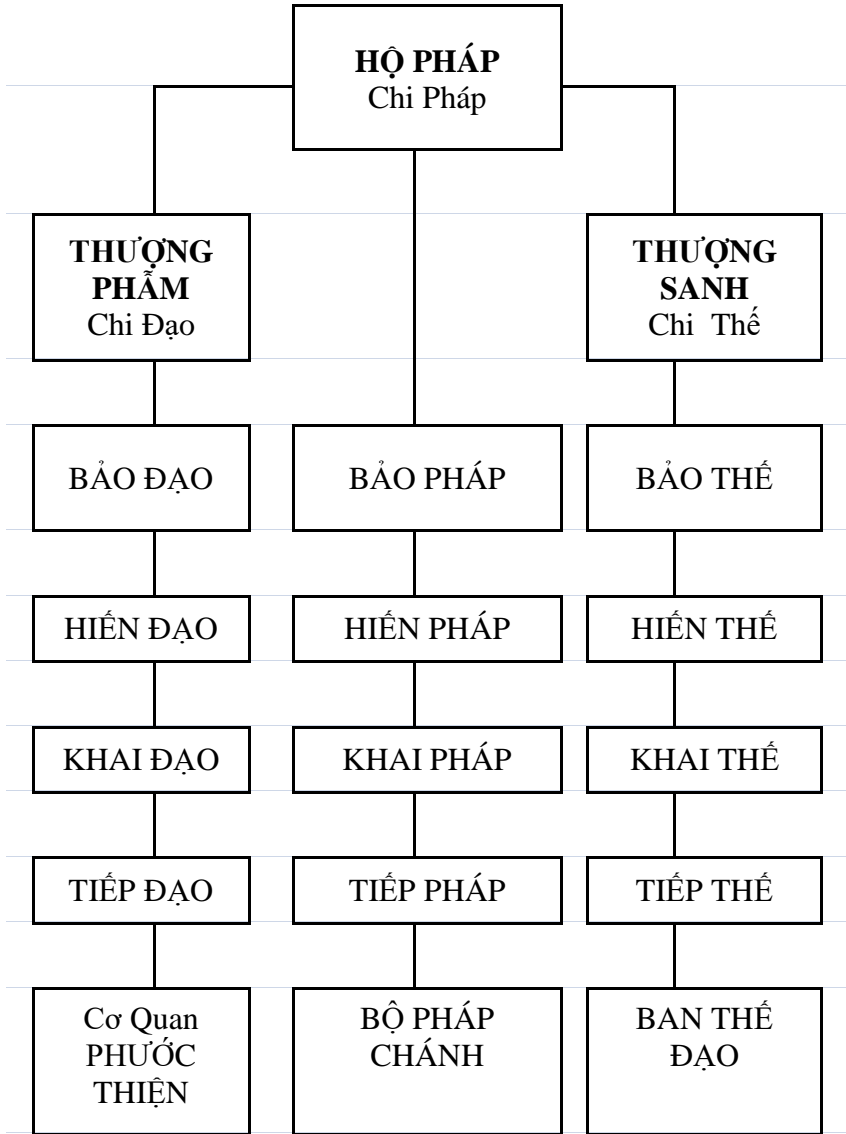 HỘ PHÁP
Chi Pháp
THƯỢNG
PHẨM
Chi Đạo
THƯỢNG
SANH
Chi Thế
BẢO ĐẠO
BẢO PHÁP
BẢO THẾ
HIẾN ĐẠO
HIẾN PHÁP
HIẾN THẾ
KHAI ĐẠO
KHAI PHÁP
KHAI THẾ
TIẾP ĐẠO
TIẾP PHÁP
TIẾP THẾ
Cơ Quan
PHƯỚC
THIỆN
BỘ PHÁP
CHÁNH
BAN THẾ
ĐẠO